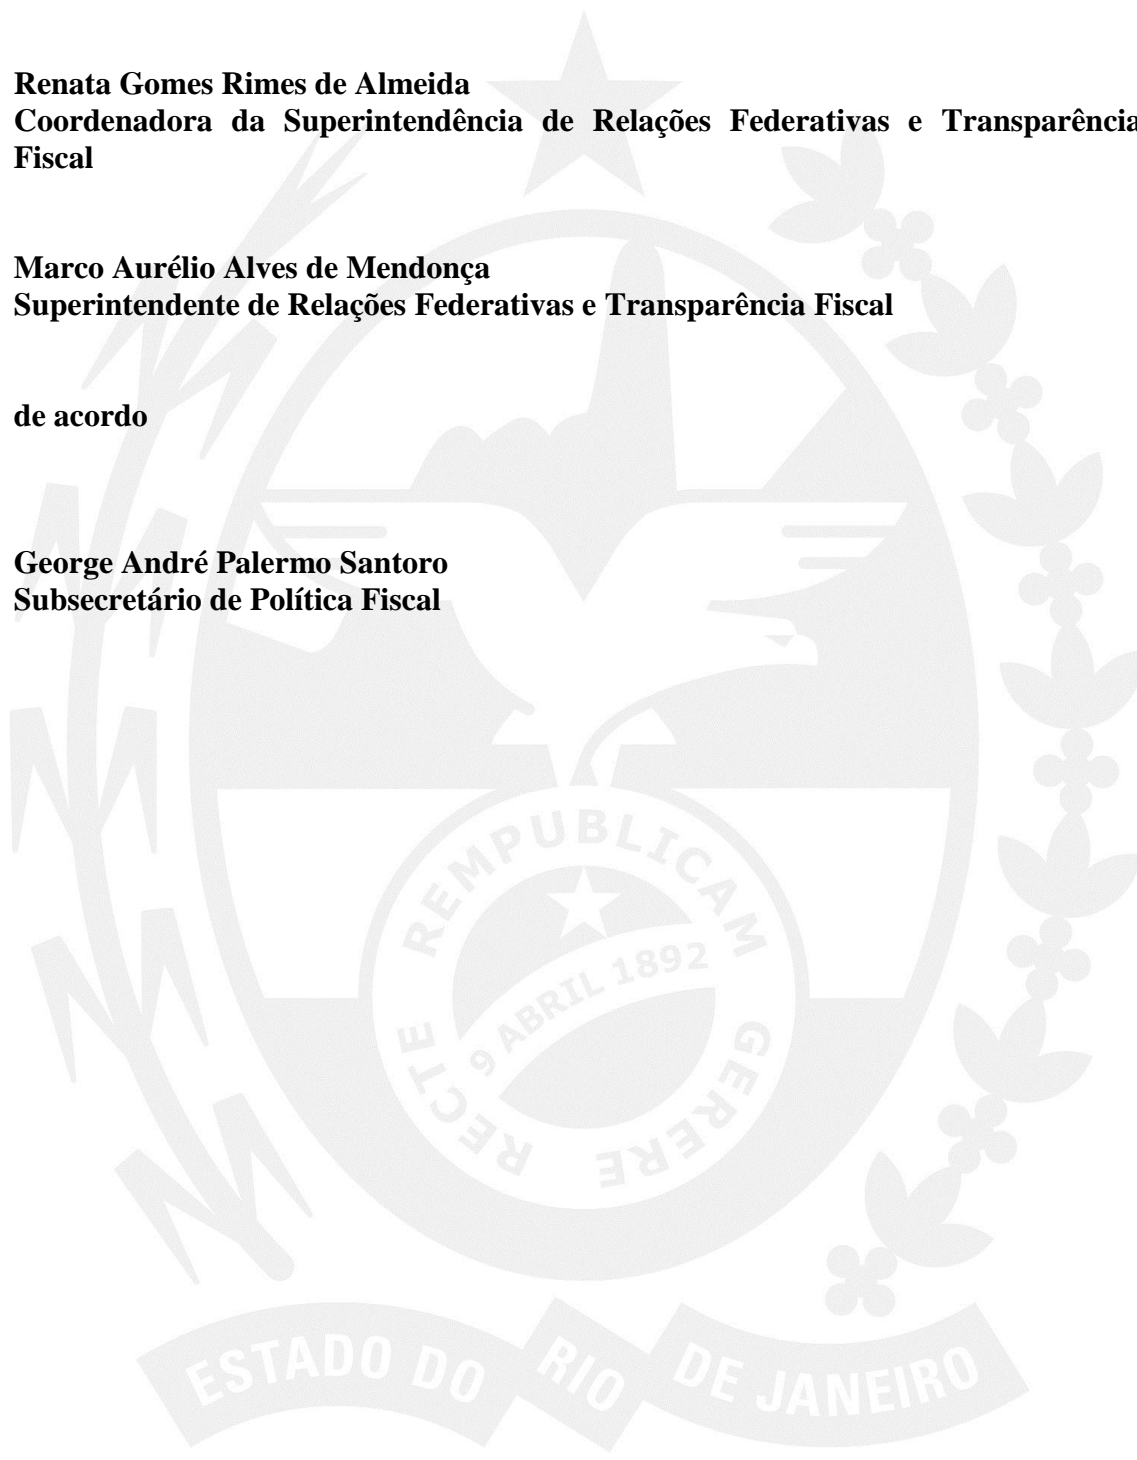 Renata Gomes Rimes de Almeida
Coordenadora da Superintendência de Relações Federativas e Transparência
Fiscal
Marco Aurélio Alves de Mendonça
Superintendente de Relações Federativas e Transparência Fiscal
de acordo
George André Palermo Santoro
Subsecretário de Política Fiscal
RECTE REMPUBLICAM GERERE
9 ABRIL 1892
ESTADO DO RIO DE JANEIRO